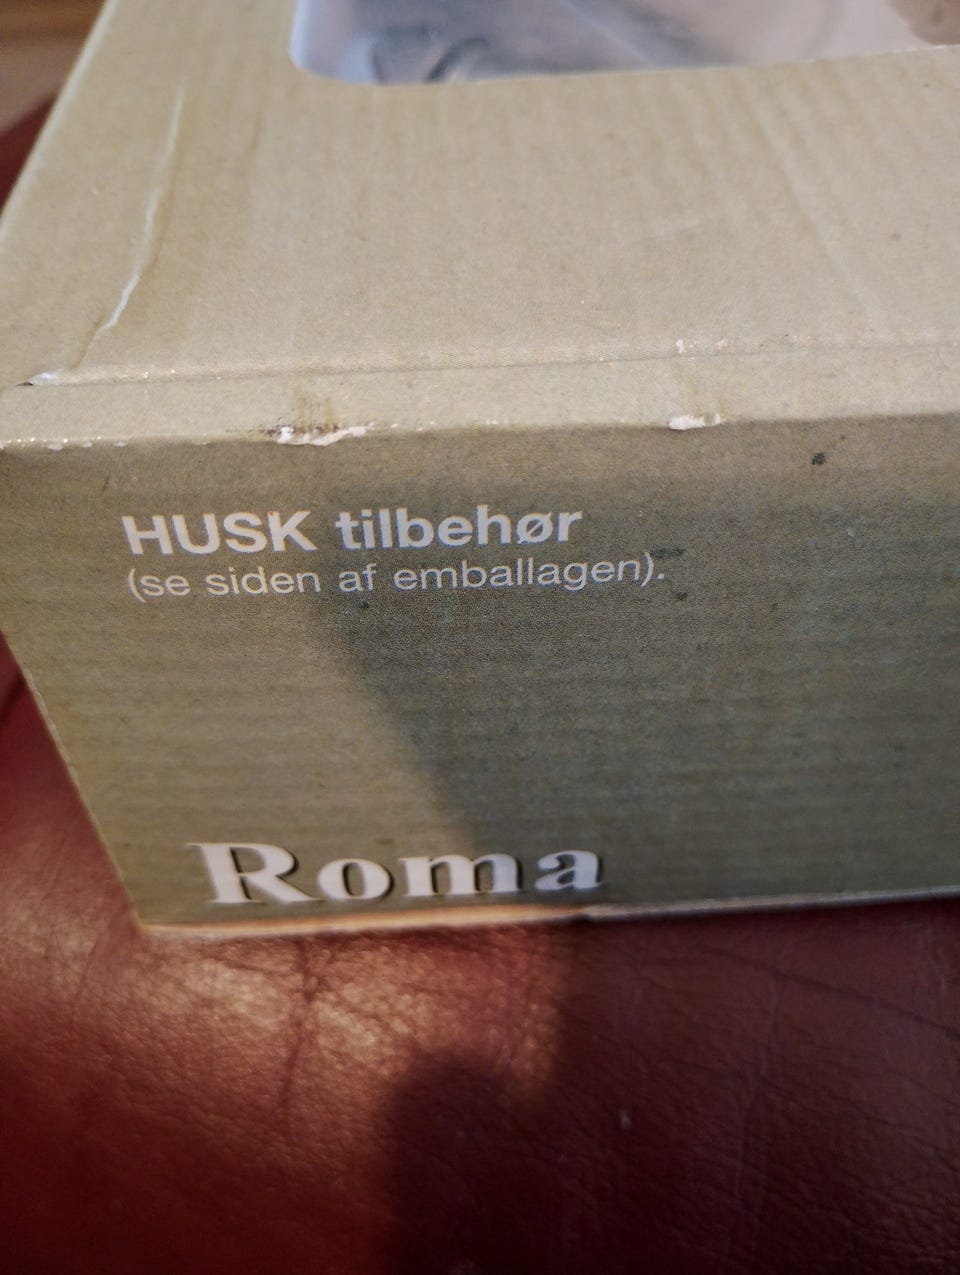 HUSK tilbehør
(se siden af emballagen).
Roma